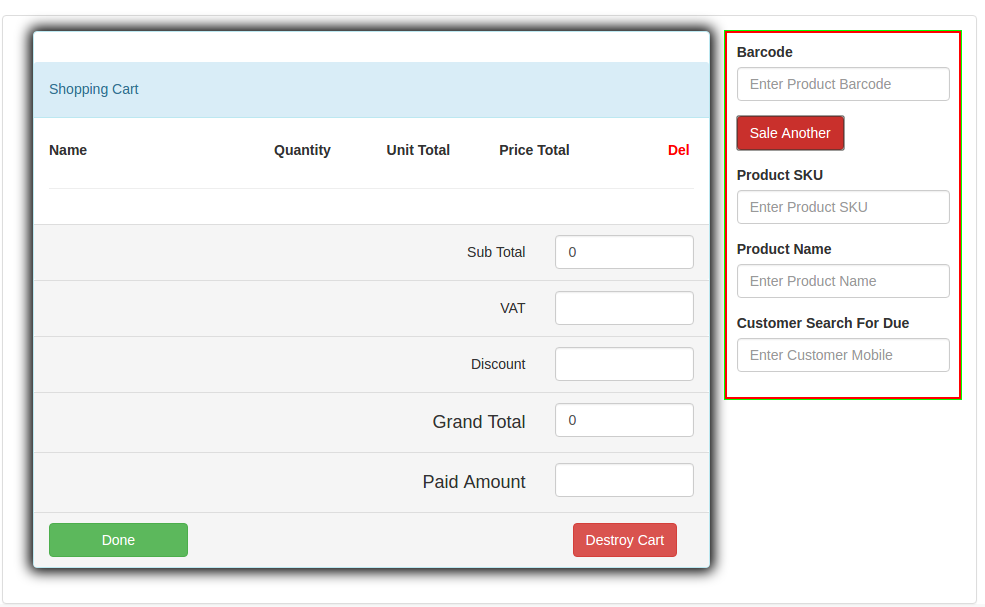 Shopping Cart
Name Quantity Unit Total Price Total Del
Sub Total 0
VAT
Discount
Grand Total 0
Paid Amount
Done Destroy Cart
Barcode
Enter Product Barcode
Sale Another
Product SKU
Enter Product SKU
Product Name
Enter Product Name
Customer Search For Due
Enter Customer Mobile